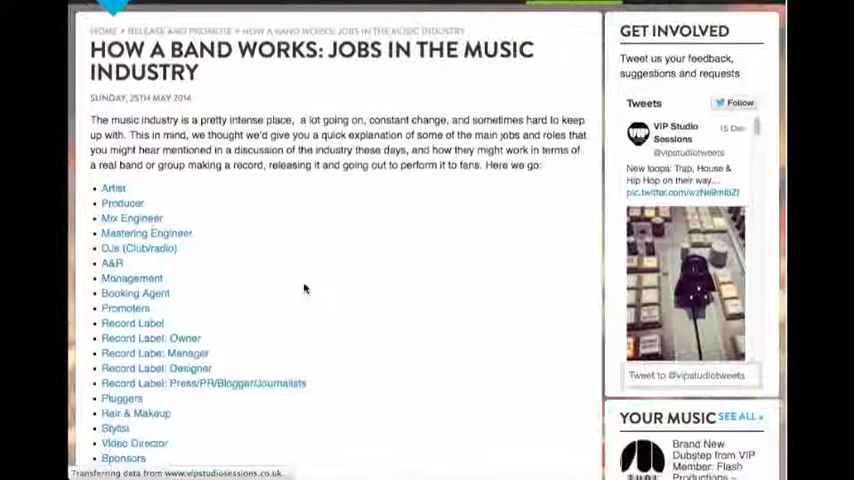 HOME > RELEASE AND PROMOTE > HOW A BAND WORKS: JOBS IN THE MUSIC INDUSTRY
HOW A BAND WORKS: JOBS IN THE MUSIC
INDUSTRY
SUNDAY, 25TH MAY 2014
The music industry is a pretty intense place, a lot going on, constant change, and sometimes hard to keep
up with. This in mind, we thought we'd give you a quick explanation of some of the main jobs and roles that
you might hear mentioned in a discussion of the industry these days, and how they might work in terms of
a real band or group making a record, releasing it and going out to perform it to fans. Here we go:
• Artist
• Producer
• Mix Engineer
• Mastering Engineer
• DJs (Club/radio)
• A&R
• Management
• Booking Agent
• Promoters
• Record Label
• Record Label: Owner
• Record Label: Manager
• Record Label: Designer
• Record Label: Press/PR/Blogger/Journalists
• Pluggers
• Hair & Makeup
• Stylist
• Video Director
• Sponsors
Transferring data from www.vipstudiosessions.co.uk.
GET INVOLVED
Tweet us your feedback,
suggestions and requests
Tweets
Follow
VIP Studio
Sessions
15 Dec
@vipstudiotweets
New loops: Trap, House &
Hip Hop on their way...
Tweet to @vipstudiotweets
YOUR MUSIC SEE ALL »
Brand New
Dubstep from VIP
Member: Flash
Productions –